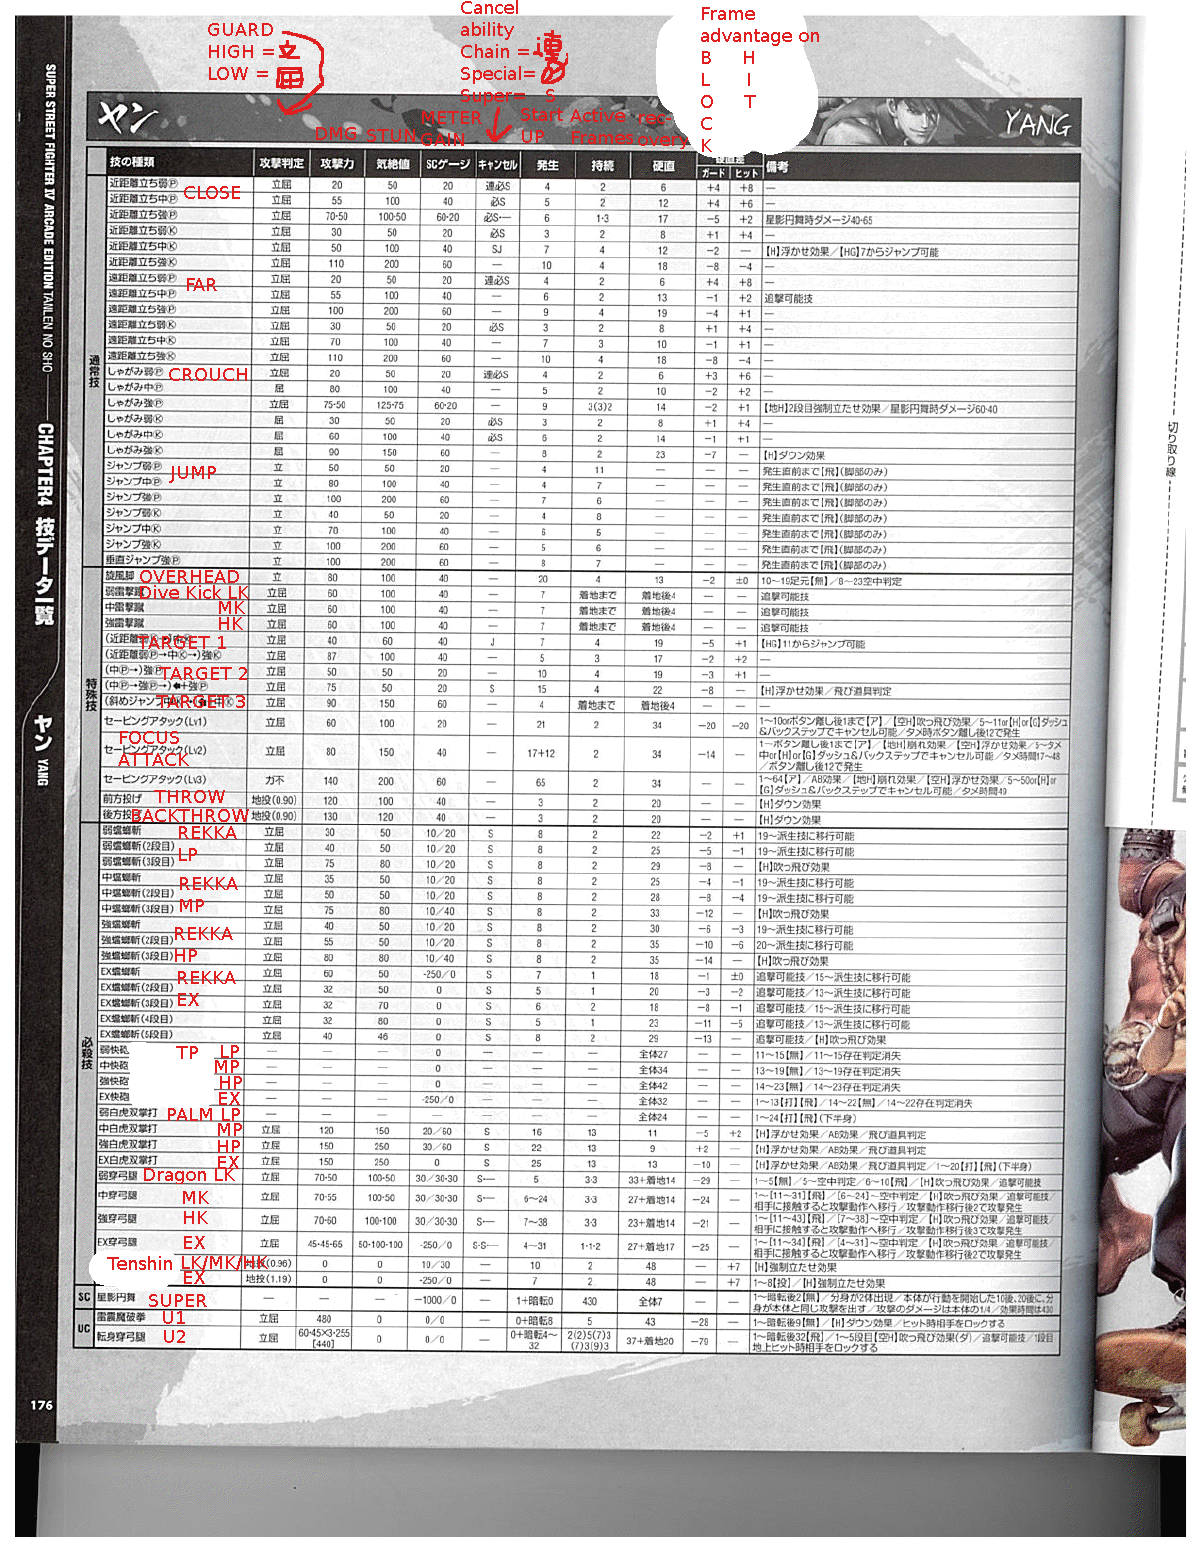 GUARD
HIGH = 立
LOW = 屈
Cancel
ability
Chain = 連
Special= 必
Super= S
Frame
advantage on
B H
L I
O T
C
K
ヤン
YANG
DMG STUN METER GAIN Start UP Active Frames rec-overy
技の種類 攻撃判定 攻撃力 気絶値 SCゲージ キャンセル 発生 持続 硬直 ガード ヒット 備考
通常技
近距離立ち弱Ⓟ CLOSE 立屈 20 50 20 連必S 4 2 6 +4 +8 —
近距離立ち中Ⓟ 立屈 55 100 40 必S 5 2 12 +4 +6 —
近距離立ち強Ⓟ 立屈 70・50 100・50 60・20 必S・— 6 1・3 17 −5 +2 星影円舞時ダメージ40・65
近距離立ち弱Ⓚ 立屈 30 50 20 必S 3 2 8 +1 +4 —
近距離立ち中Ⓚ 立屈 50 100 40 SJ 7 4 12 −2 — 【H】浮かせ効果／【HG】7からジャンプ可能
近距離立ち強Ⓚ 立屈 110 200 60 — 10 4 18 −8 −4 —
遠距離立ち弱Ⓟ FAR 立屈 20 50 20 連必S 4 2 6 +4 +8 —
遠距離立ち中Ⓟ 立屈 55 100 40 — 6 2 13 −1 +2 追撃可能技
遠距離立ち強Ⓟ 立屈 100 200 60 — 9 4 19 −4 +1 —
遠距離立ち弱Ⓚ 立屈 30 50 20 必S 3 2 8 +1 +4 —
遠距離立ち中Ⓚ 立屈 70 100 40 — 7 3 10 −1 +1 —
遠距離立ち強Ⓚ 立屈 110 200 60 — 10 4 18 −8 −4 —
しゃがみ弱Ⓟ CROUCH 立屈 20 50 20 連必S 4 2 6 +3 +6 —
しゃがみ中Ⓟ 屈 80 100 40 — 5 2 10 −2 +2 —
しゃがみ強Ⓟ 立屈 75・50 125・75 60・20 — 9 3(3)2 14 −2 +1 【地H】2段目強制立たせ効果／星影円舞時ダメージ60・40
しゃがみ弱Ⓚ 屈 30 50 20 必S 3 2 8 +1 +4 —
しゃがみ中Ⓚ 屈 60 100 40 必S 6 2 14 −1 +1 —
しゃがみ強Ⓚ 屈 90 150 60 — 8 2 23 −7 — 【H】ダウン効果
ジャンプ弱Ⓟ JUMP 立 50 50 20 — 4 11 — — — 発生直前まで【飛】(脚部のみ)
ジャンプ中Ⓟ 立 80 100 40 — 4 7 — — — 発生直前まで【飛】(脚部のみ)
ジャンプ強Ⓟ 立 100 200 60 — 7 6 — — — 発生直前まで【飛】(脚部のみ)
ジャンプ弱Ⓚ 立 40 50 20 — 4 8 — — — 発生直前まで【飛】(脚部のみ)
ジャンプ中Ⓚ 立 70 100 40 — 6 5 — — — 発生直前まで【飛】(脚部のみ)
ジャンプ強Ⓚ 立 100 200 60 — 5 6 — — — 発生直前まで【飛】(脚部のみ)
垂直ジャンプ強Ⓟ 立 100 200 60 — 8 7 — — — 発生直前まで【飛】(脚部のみ)
特殊技
旋風脚 OVERHEAD 立 80 100 40 — 20 4 13 −2 ±0 10〜19足元【無】／8〜23空中判定
弱雷撃蹴 Dive Kick LK 立屈 60 100 40 — 7 着地まで 着地後4 — — 追撃可能技
中雷撃蹴 MK 立屈 60 100 40 — 7 着地まで 着地後4 — — 追撃可能技
強雷撃蹴 HK 立屈 60 100 40 — 7 着地まで 着地後4 — — 追撃可能技
(近距離弱 TARGET 1 立屈 40 60 40 J 7 4 19 −5 +1 【HG】11からジャンプ可能
(近距離弱Ⓟ→中Ⓚ→)強Ⓚ 立屈 87 100 40 — 5 3 17 −2 +2 —
(中Ⓟ→)強Ⓟ TARGET 2 立屈 50 50 20 — 10 4 19 −3 +1 —
(中Ⓟ→強Ⓟ→)←+強Ⓟ 立屈 75 50 20 S 15 4 22 −8 — 【H】浮かせ効果／飛び道具判定
(斜めジャン TARGET 3 立屈 90 150 60 — 4 着地まで — — — —
セービングアタック(Lv1) 立屈 60 100 20 — 21 2 34 −20 −20 1〜10orボタン離し後1まで【ア】／【空H】吹っ飛び効果／5〜11or【H】or【G】ダッシュ
&バックステップでキャンセル可能／タメ時ボタン離し後12で発生
FOCUS
ATTACK
セービングアタック(Lv2) 立屈 80 150 40 — 17+12 2 34 −14 — 1〜ボタン離し後1まで【ア】／【地H】崩れ効果／【空H】浮かせ効果／5〜タメ
中or【H】or【G】ダッシュ&バックステップでキャンセル可能／タメ時間17〜48
／ボタン離し後12で発生
セービングアタック(Lv3) ガ不 140 200 60 — 65 2 34 — — 1〜64【ア】／AB効果／【地H】崩れ効果／【空H】浮かせ効果／5〜50or【H】or
【G】ダッシュ&バックステップでキャンセル可能／タメ時間49
前方投げ THROW 地投(0.90) 120 100 40 — 3 2 20 — — 【H】ダウン効果
後方投げ BACKTHROW 地投(0.90) 130 120 40 — 3 2 20 — — 【H】ダウン効果
必殺技
弱蟷螂斬 REKKA 立屈 30 50 10／20 S 8 2 22 −2 +1 19〜派生技に移行可能
弱蟷螂斬(2段目) LP 立屈 40 50 10／20 S 8 2 25 −5 −1 19〜派生技に移行可能
弱蟷螂斬(3段目) 立屈 75 80 10／20 S 8 2 29 −8 — 【H】吹っ飛び効果
中蟷螂斬 REKKA 立屈 35 50 10／20 S 8 2 25 −4 −1 19〜派生技に移行可能
中蟷螂斬(2段目) MP 立屈 50 50 10／20 S 8 2 28 −8 −4 19〜派生技に移行可能
中蟷螂斬(3段目) 立屈 75 80 10／40 S 8 2 33 −12 — 【H】吹っ飛び効果
強蟷螂斬 REKKA 立屈 40 50 10／20 S 8 2 30 −6 −3 19〜派生技に移行可能
強蟷螂斬(2段目) 立屈 55 50 10／20 S 8 2 35 −10 −6 20〜派生技に移行可能
強蟷螂斬(3段目) HP 立屈 80 80 10／40 S 8 2 35 −14 — 【H】吹っ飛び効果
EX蟷螂斬 REKKA 立屈 60 50 -250／0 S 7 1 18 −1 ±0 追撃可能技／15〜派生技に移行可能
EX蟷螂斬(2段目) EX 立屈 32 50 0 S 5 1 20 −3 −2 追撃可能技／13〜派生技に移行可能
EX蟷螂斬(3段目) 立屈 32 70 0 S 6 2 18 −8 −1 追撃可能技／15〜派生技に移行可能
EX蟷螂斬(4段目) 立屈 32 80 0 S 5 1 23 −11 −5 追撃可能技／13〜派生技に移行可能
EX蟷螂斬(5段目) 立屈 40 46 0 S 8 2 29 −13 — 追撃可能技／【H】吹っ飛び効果
弱快砲 TP LP — — — 0 — — — 全体27 — — 11〜15【無】／11〜15存在判定消失
中快砲 MP — — — 0 — — — 全体34 — — 13〜19【無】／13〜19存在判定消失
強快砲 HP — — — 0 — — — 全体42 — — 14〜23【無】／14〜23存在判定消失
EX快砲 EX — — — -250／0 — — — 全体32 — — 1〜13【打】【飛】／14〜22【無】／14〜22存在判定消失
弱白虎双掌打 PALM LP — — — — — — — 全体24 — — 1〜24【打】【飛】(下半身)
中白虎双掌打 MP 立屈 120 150 20／60 S 16 13 11 −5 +2 【H】浮かせ効果／AB効果／飛び道具判定
強白虎双掌打 HP 立屈 150 250 30／60 S 22 13 9 +2 — 【H】浮かせ効果／AB効果／飛び道具判定
EX白虎双掌打 EX 立屈 150 250 0 S 25 13 13 −10 — 【H】浮かせ効果／AB効果／飛び道具判定／1〜20【打】【飛】(下半身)
弱穿弓腿 Dragon LK 立屈 70・50 100・50 30／30・30 S・— 5 3・3 33+着地14 −29 — 1〜5【無】／5〜空中判定／6〜10【飛】／【H】吹っ飛び効果／追撃可能技
中穿弓腿 MK 立屈 70・55 100・50 30／30・30 S・— 6〜24 3・3 27+着地14 −24 — 1〜[11〜31]【飛】／[6〜24]〜空中判定／【H】吹っ飛び効果／追撃可能技／
相手に接触すると攻撃動作へ移行／攻撃動作移行後2で攻撃発生
強穿弓腿 HK 立屈 70・60 100・100 30／30・30 S・— 7〜38 3・3 23+着地14 −21 — 1〜[11〜43]【飛】／[7〜38]〜空中判定／【H】吹っ飛び効果／追撃可能技／
相手に接触すると攻撃動作へ移行／攻撃動作移行後3で攻撃発生
EX穿弓腿 EX 立屈 45・45・65 50・100・100 -250／0 S・S・— 4〜31 1・1・2 27+着地17 −25 — 1〜[11〜34]【飛】／[4〜31]〜空中判定／【H】吹っ飛び効果／追撃可能技／
相手に接触すると攻撃動作へ移行／攻撃動作移行後2で攻撃発生
Tenshin LK/MK/HK 地投(0.96) 0 0 10／30 — 10 2 48 — +7 【H】強制立たせ効果
EX 地投(1.19) 0 0 -250／0 — 7 2 48 — +7 1〜8【投】／【H】強制立たせ効果
SC 星影円舞 SUPER — — — −1000／0 — 1+暗転0 430 全体7 — — 1〜暗転後2【無】／分身が2体出現／本体が行動を開始した10後、20後に、分
身が本体と同じ攻撃を出す／攻撃のダメージは本体の1/4／効果時間は430
UC
雷震魔破拳 U1 立屈 480 0 0／0 — 0+暗転8 5 43 −28 — 1〜暗転後9【無】／【H】ダウン効果／ヒット時相手をロックする
転身穿弓腿 U2 立屈 60・45×3・255[440] 0 0／0 — 0+暗転4〜32 2(2)5(7)3(7)3(9)3 37+着地20 −79 — 1〜暗転後32【飛】／1〜5段目【空H】吹っ飛び効果(ダ)／追撃可能技／1段目
地上ヒット時相手をロックする
SUPER STREET FIGHTER IV ARCADE EDITION TANLEN NO SHO
CHAPTER4 技データ一覧
ヤン YANG
176
切り取り線